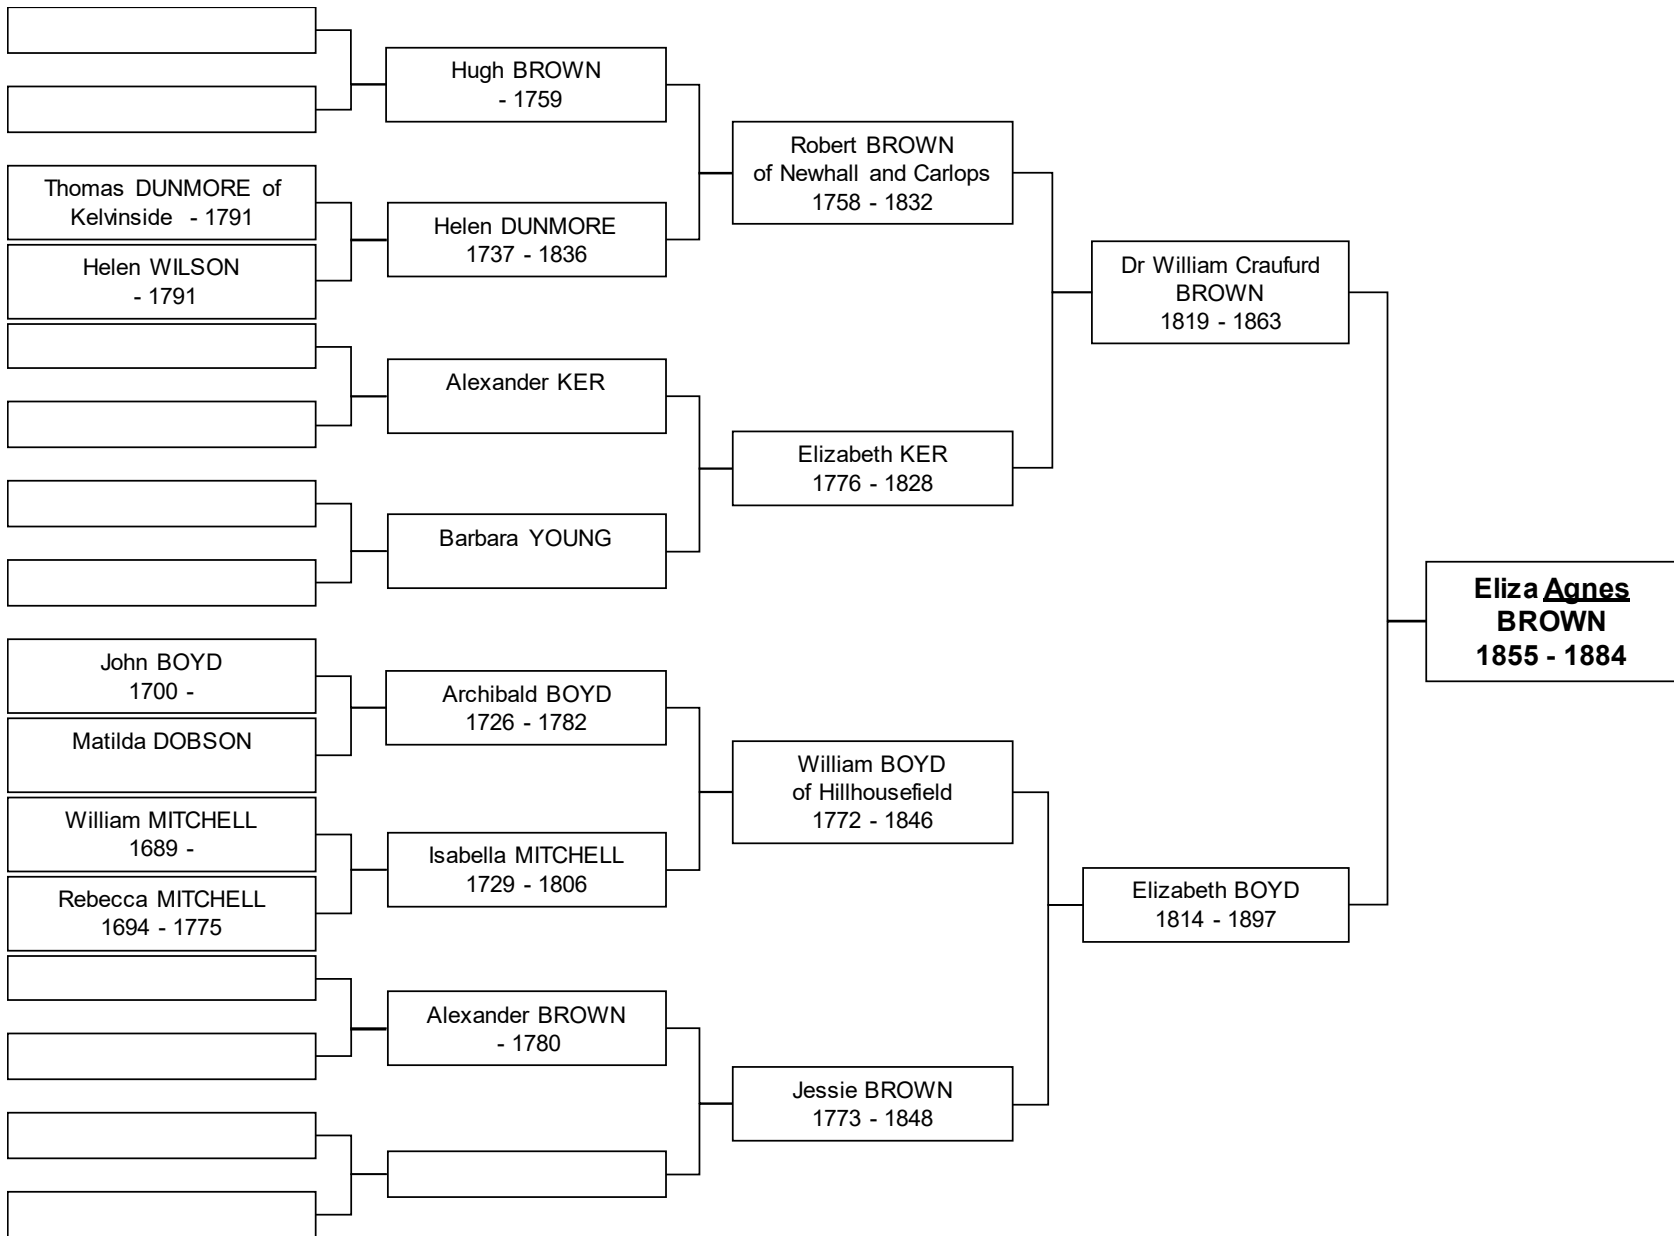 Hugh BROWN
- 1759
Thomas DUNMORE of
Kelvinside - 1791
Helen WILSON
- 1791
Helen DUNMORE
1737 - 1836
Robert BROWN
of Newhall and Carlops
1758 - 1832
Alexander KER
Barbara YOUNG
Elizabeth KER
1776 - 1828
Dr William Craufurd
BROWN
1819 - 1863
Eliza Agnes
BROWN
1855 - 1884
John BOYD
1700 -
Matilda DOBSON
Archibald BOYD
1726 - 1782
William MITCHELL
1689 -
Rebecca MITCHELL
1694 - 1775
Isabella MITCHELL
1729 - 1806
William BOYD
of Hillhousefield
1772 - 1846
Elizabeth BOYD
1814 - 1897
Alexander BROWN
- 1780
Jessie BROWN
1773 - 1848